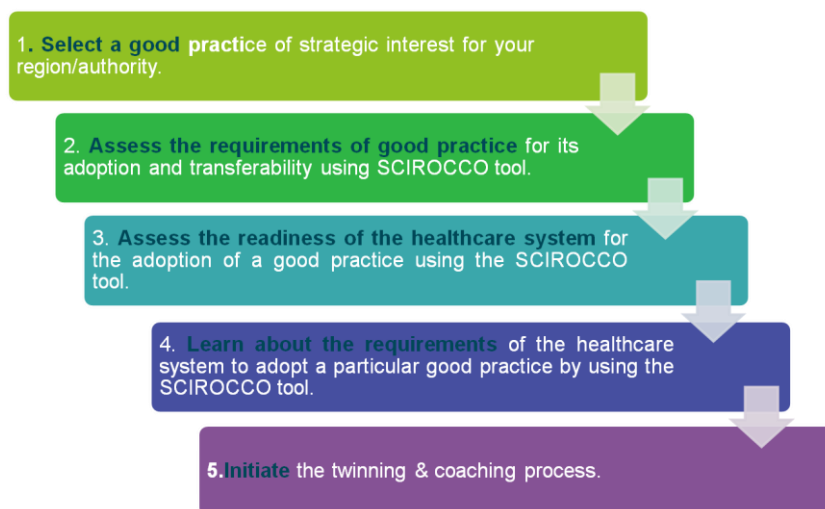 1. Select a good practice of strategic interest for your
region/authority.
2. Assess the requirements of good practice for its
adoption and transferability using SCIROCCO tool.
3. Assess the readiness of the healthcare system for
the adoption of a good practice using the SCIROCCO
tool.
4. Learn about the requirements of the healthcare
system to adopt a particular good practice by using the
SCIROCCO tool.
5.Initiate the twinning & coaching process.